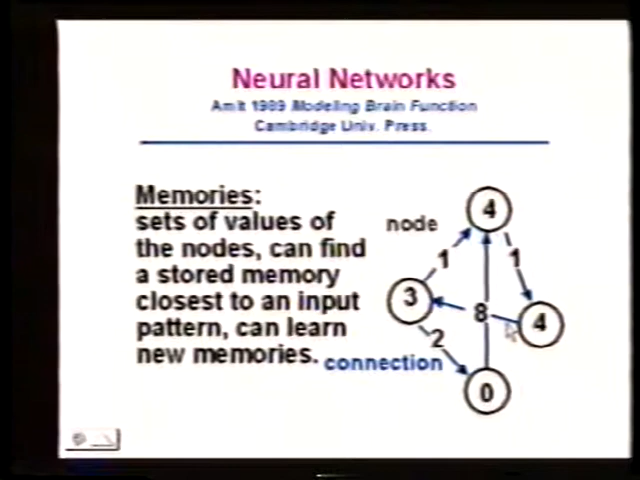 Neural Networks
Amit 1989 Modeling Brain Function
Cambridge Univ. Press.
Memories:
sets of values of
the nodes, can find
a stored memory
closest to an input
pattern, can learn
new memories.
node
connection
4
1
1
3
8
4
2
0